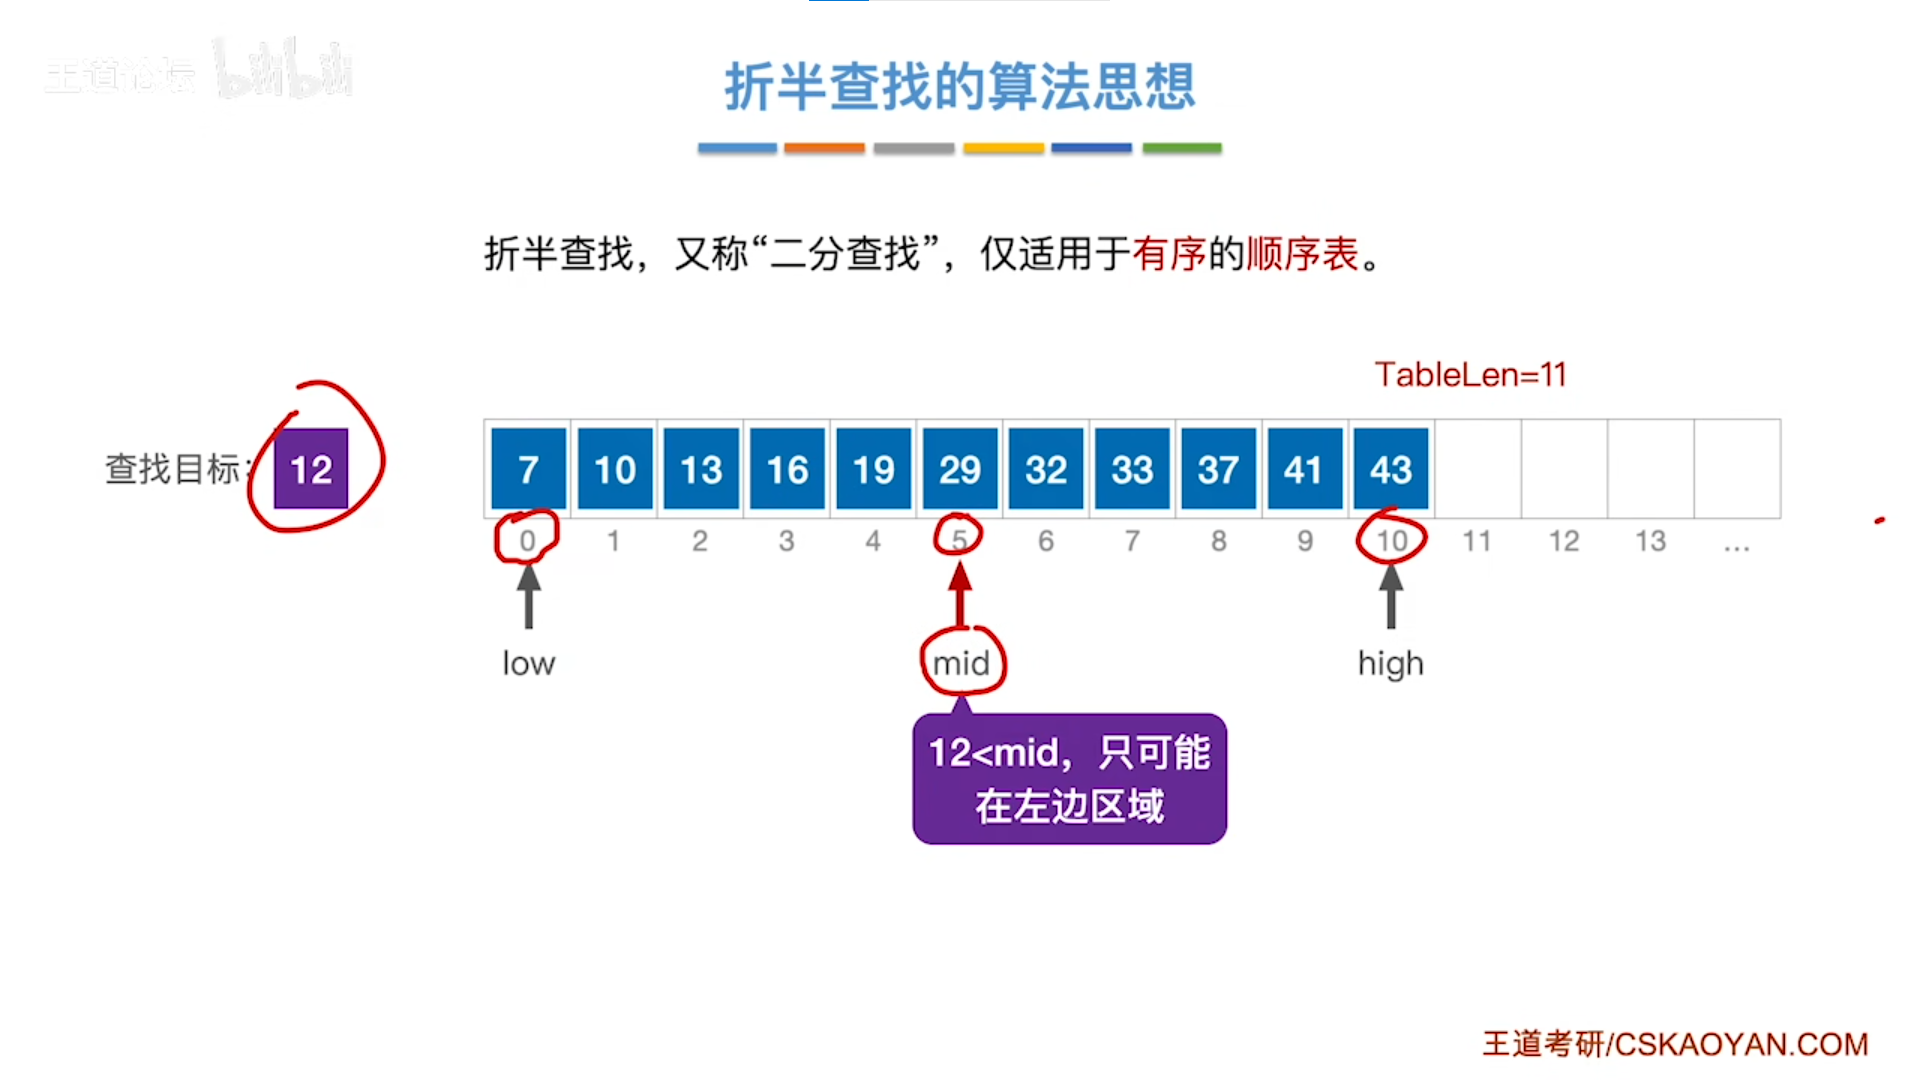 王道论坛 bilibili
折半查找的算法思想
折半查找，又称“二分查找”，仅适用于有序的顺序表。
TableLen=11
查找目标： 12 7 10 13 16 19 29 32 33 37 41 43
0 1 2 3 4 5 6 7 8 9 10 11 12 13 ...
low mid high
12<mid，只可能
在左边区域
王道考研/CSKAOYAN.COM